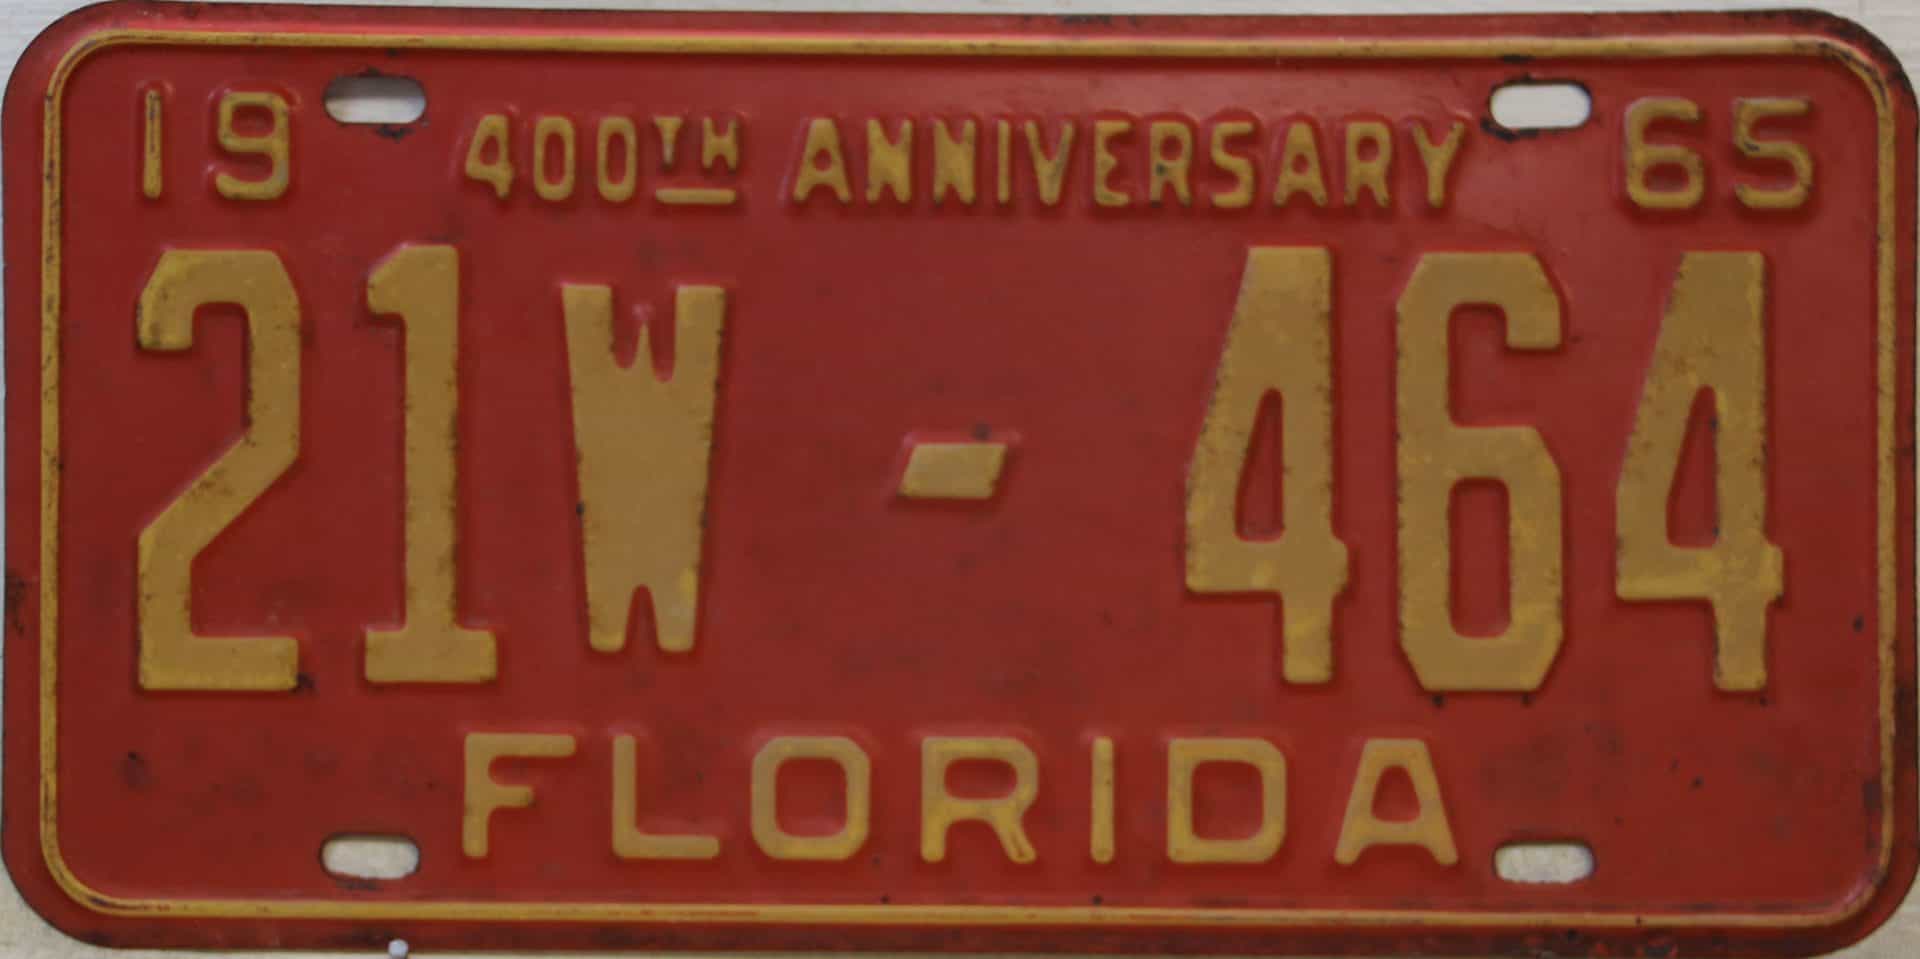 19 400TH ANNIVERSARY 65
21W-464
FLORIDA